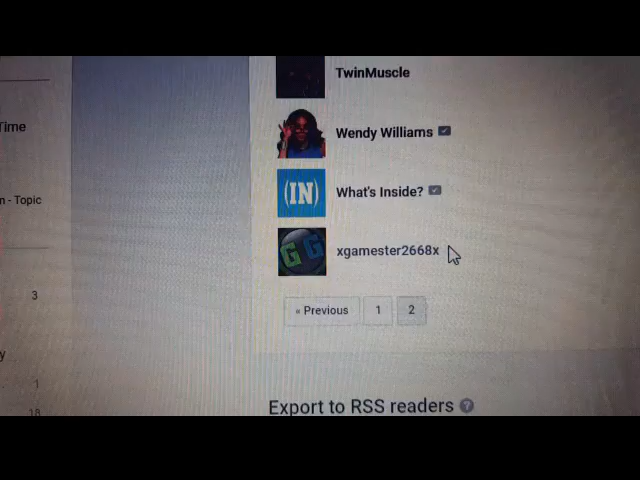 TwinMuscle
Time
Wendy Williams
(IN)
What's Inside?
n - Topic
GG
xgamester2668x
3
« Previous
1
2
y
1
18
Export to RSS readers ?